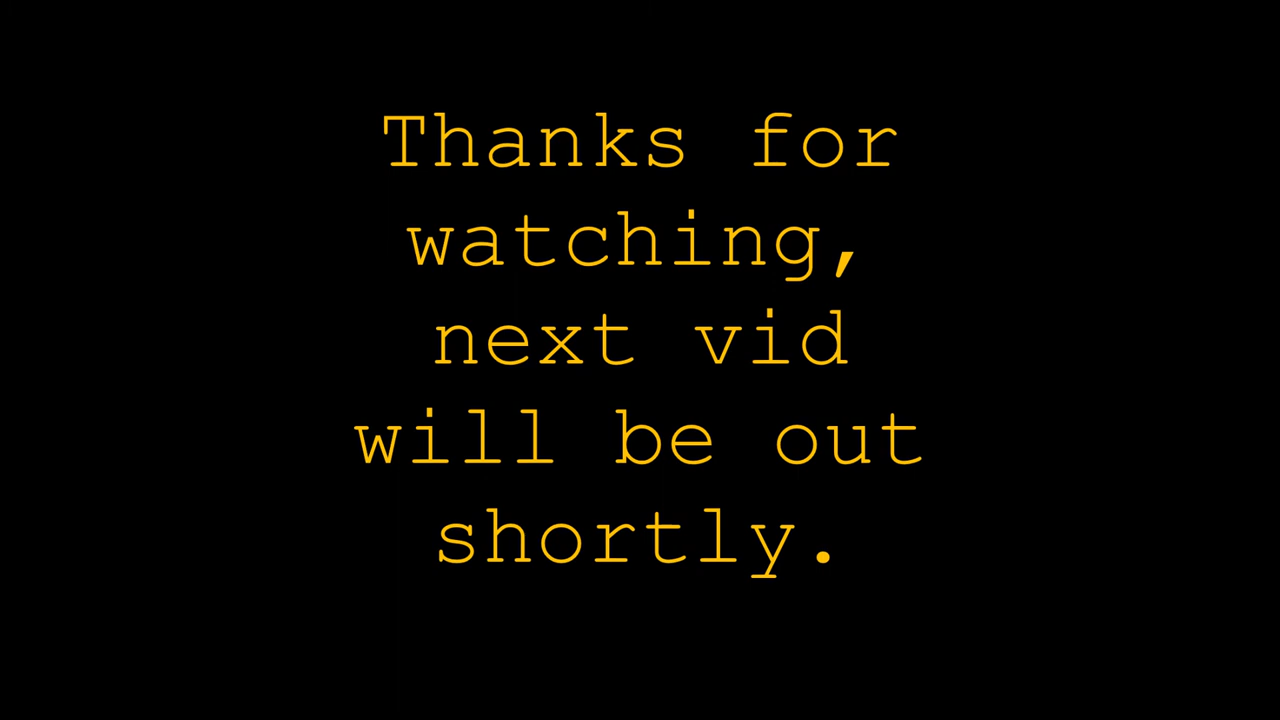 Thanks for
watching,
next vid
will be out
shortly.